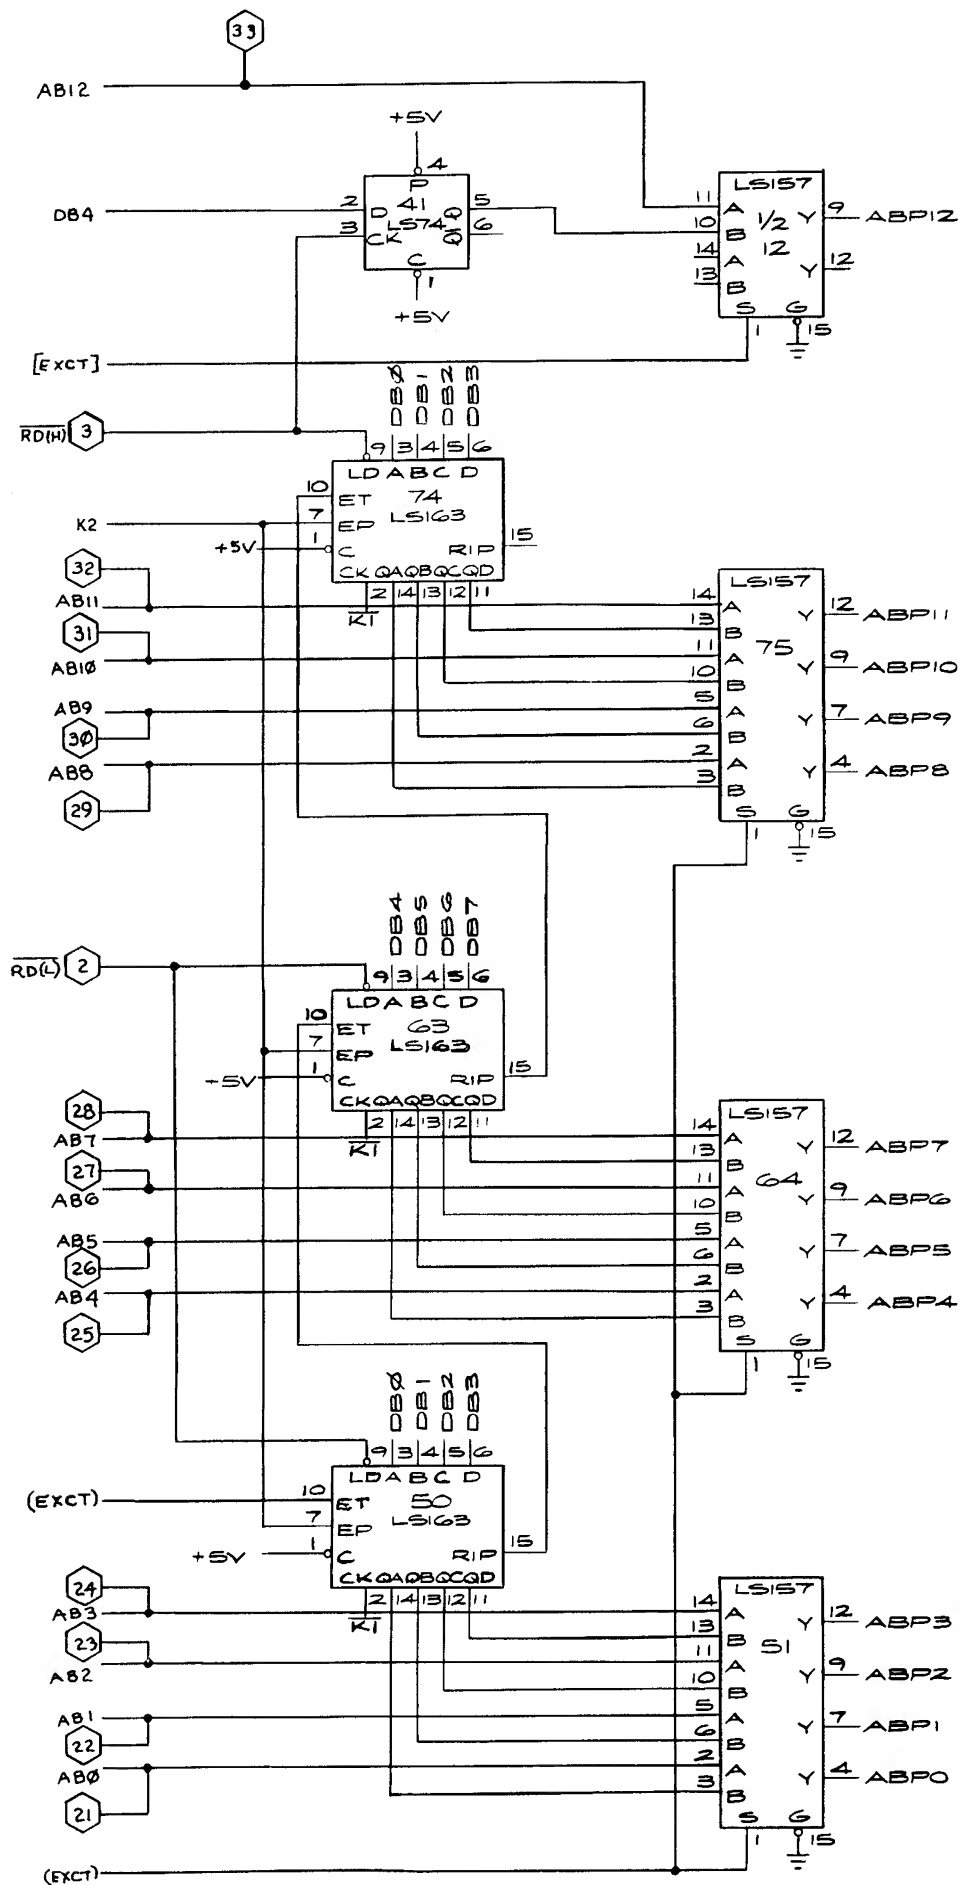 33
AB12
+5V
4
P
41
LS74
2 D Q 5
3 CK Q̅ 6
C
1
+5V
DB4
LS157
11 A Y 9 ABP12
10 B 1/2
14 A 12 Y 12
13 B
S G
1 15
[EXCT]
R̅D̅(̅H̅)̅ 3
DBØ DB1 DB2 DB3
9 3 4 5 6
LD A B C D
10 ET 74
7 EP LS163
+5V 1 C RIP 15
CK QA QB QC QD
2 14 13 12 11
K̅1̅
K2
32
AB11
31
AB1Ø
AB9
3Ø
AB8
29
LS157
14 A Y 12 ABP11
13 B 75
11 A Y 9 ABP10
10 B
5 A Y 7 ABP9
6 B
2 A Y 4 ABP8
3 B
S G
1 15
R̅D̅(̅L̅)̅ 2
DB4 DB5 DB6 DB7
9 3 4 5 6
LD A B C D
10 ET 63
7 EP LS163
+5V 1 C RIP 15
CK QA QB QC QD
2 14 13 12 11
K̅1̅
28
AB7
27
AB6
AB5
26
AB4
25
LS157
14 A Y 12 ABP7
13 B
11 A 64 Y 9 ABP6
10 B
5 A Y 7 ABP5
6 B
2 A Y 4 ABP4
3 B
S G
1 15
DBØ DB1 DB2 DB3
9 3 4 5 6
LD A B C D
(EXCT) 10 ET 50
7 EP LS163
+5V 1 C RIP 15
CK QA QB QC QD
2 14 13 12 11
K̅1̅
24
AB3
23
AB2
AB1
22
ABØ
21
LS157
14 A Y 12 ABP3
13 B 51
11 A Y 9 ABP2
10 B
5 A Y 7 ABP1
6 B
2 A Y 4 ABP0
3 B
S G
1 15
(EXCT)